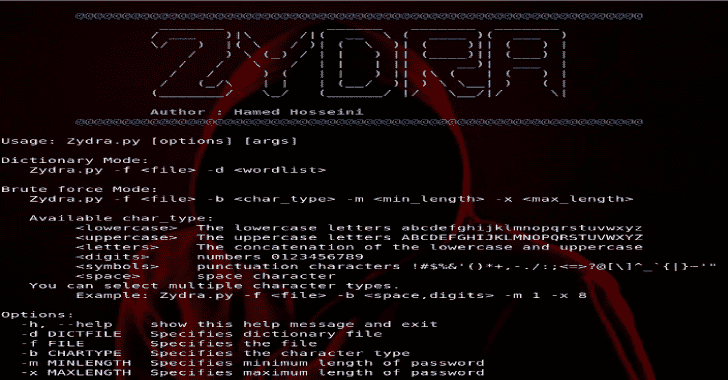 @@@@@@@@@@@@@@@@@@@@@@@@@@@@@@@@@@@@@@@@@@@@@@@@@@@@@@@@@@@@@@@@@@@@@@@
ZYDRA
Author : Hamed Hosseini
@@@@@@@@@@@@@@@@@@@@@@@@@@@@@@@@@@@@@@@@@@@@@@@@@@@@@@@@@@@@@@@@@@@@@@@
Usage: Zydra.py [options] [args]
Dictionary Mode:
Zydra.py -f <file> -d <wordlist>
Brute force Mode:
Zydra.py -f <file> -b <char_type> -m <min_length> -x <max_length>
Available char_type:
<lowercase> The lowercase letters abcdefghijklmnopqrstuvwxyz
<uppercase> The uppercase letters ABCDEFGHIJKLMNOPQRSTUVWXYZ
<letters> The concatenation of the lowercase and uppercase
<digits> numbers 0123456789
<symbols> punctuation characters !#$%&'()*+,-./:;<=>?@[\]^_`{|}~'"
<space> space character
You can select multiple character types.
Example: Zydra.py -f <file> -b <space,digits> -m 1 -x 8
Options:
-h, --help show this help message and exit
-d DICTFILE Specifies dictionary file
-f FILE Specifies the file
-b CHARTYPE Specifies the character type
-m MINLENGTH Specifies minimum length of password
-x MAXLENGTH Specifies maximum length of password